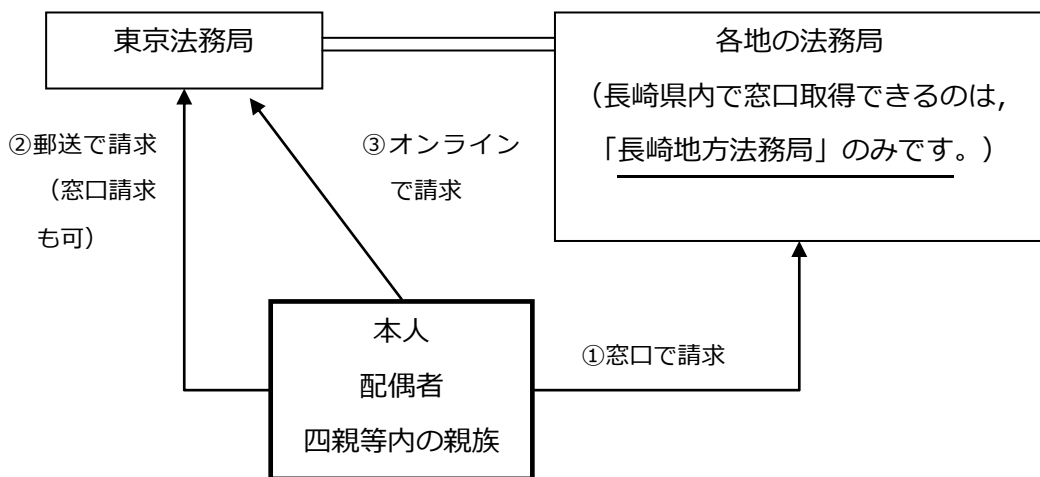 東京法務局
各地の法務局
（長崎県内で窓口取得できるのは，
「長崎地方法務局」のみです。）
②郵送で請求
（窓口請求
も可）
③オンライン
で請求
本人
配偶者
四親等内の親族
①窓口で請求